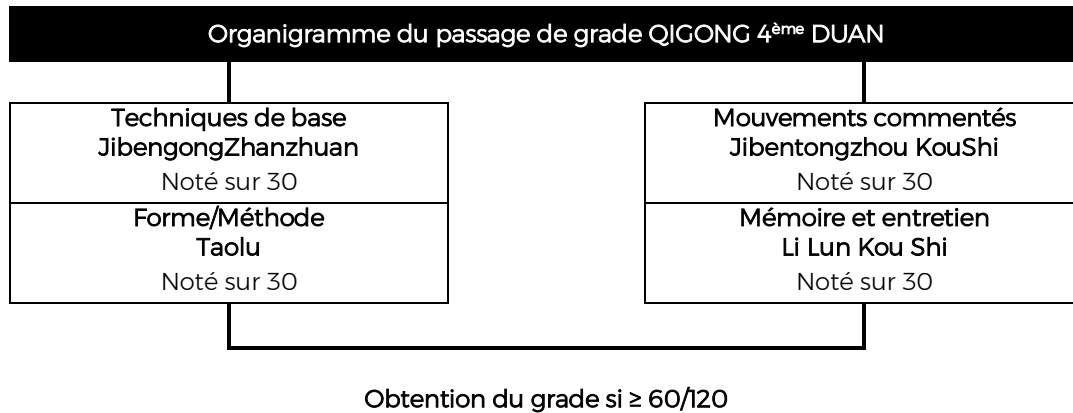 Organigramme du passage de grade QIGONG 4ème DUAN
Techniques de base
JibengongZhanzhuan
Noté sur 30
Forme/Méthode
Taolu
Noté sur 30
Mouvements commentés
Jibentongzhou KouShi
Noté sur 30
Mémoire et entretien
Li Lun Kou Shi
Noté sur 30
Obtention du grade si ≥ 60/120